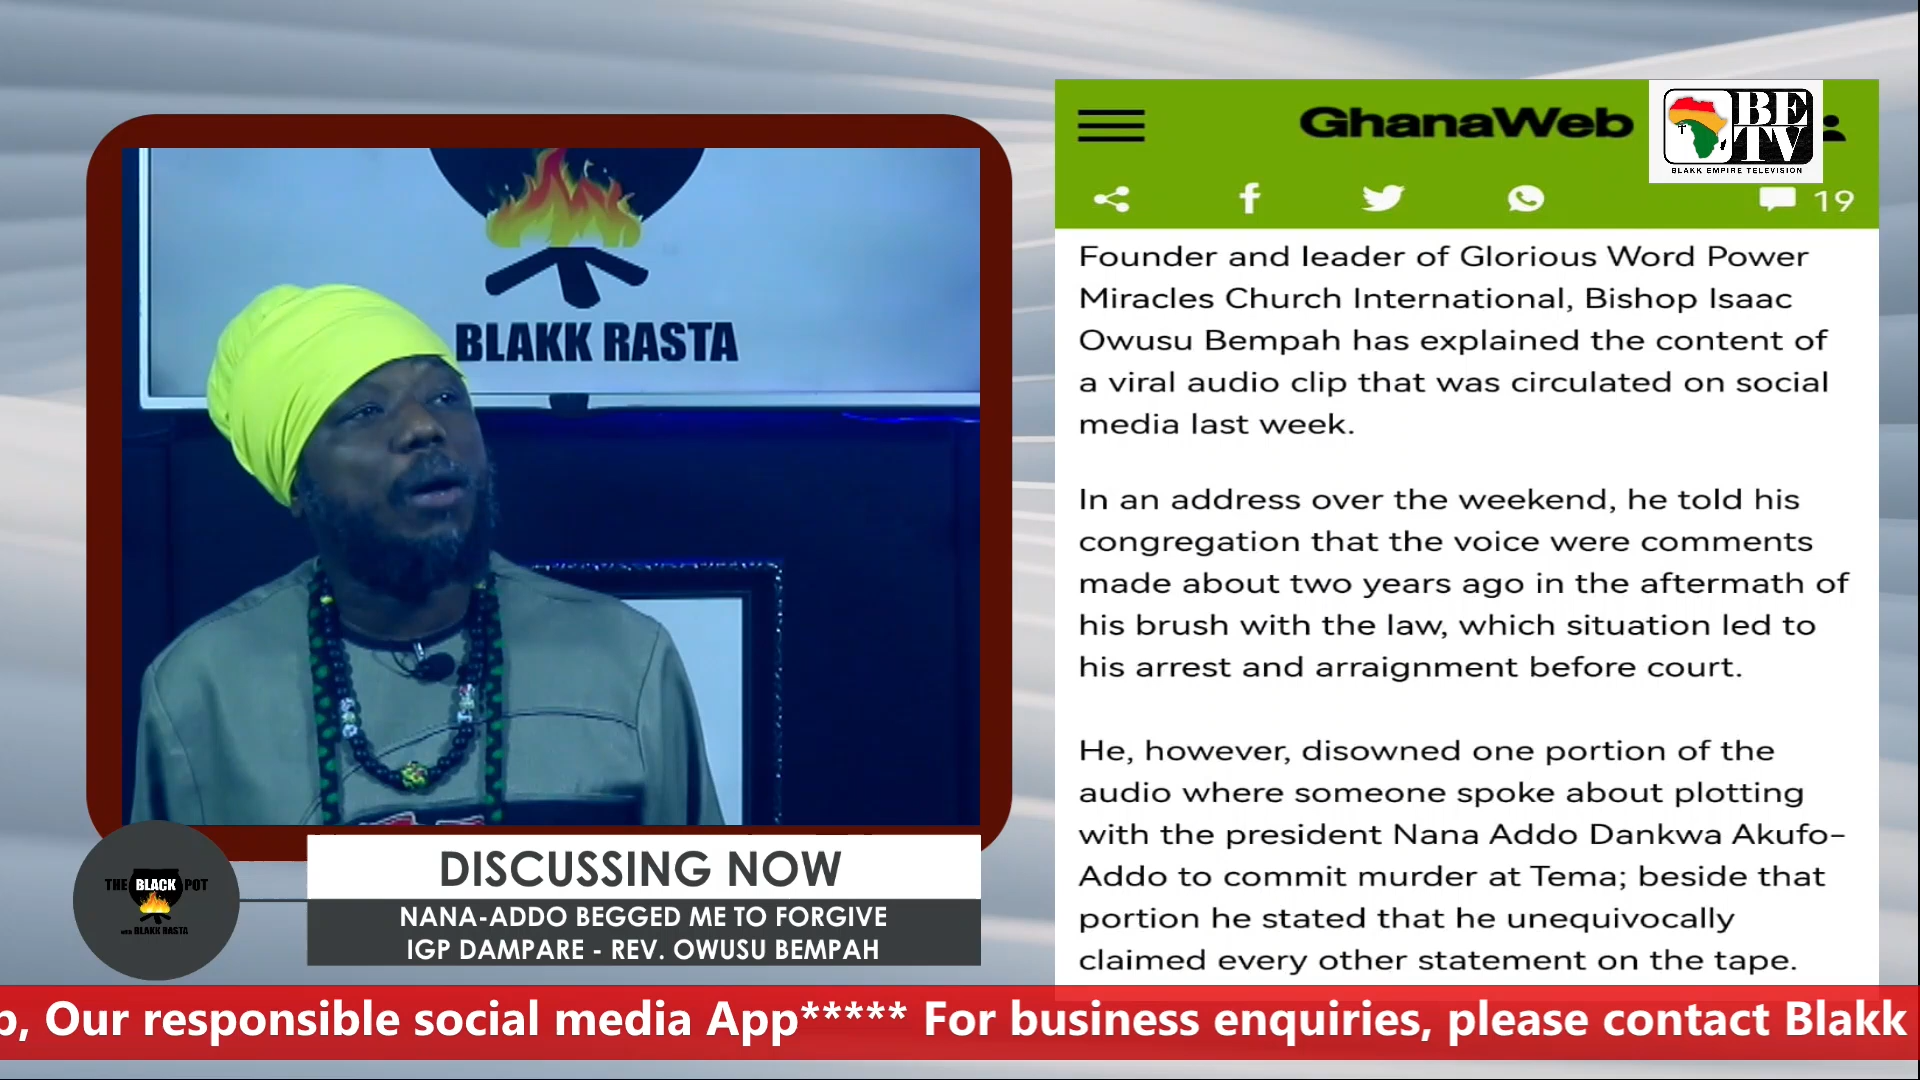 BLAKK RASTA
GhanaWeb
BE
TV
BLAKK EMPIRE TELEVISION
19
Founder and leader of Glorious Word Power
Miracles Church International, Bishop Isaac
Owusu Bempah has explained the content of
a viral audio clip that was circulated on social
media last week.
In an address over the weekend, he told his
congregation that the voice were comments
made about two years ago in the aftermath of
his brush with the law, which situation led to
his arrest and arraignment before court.
He, however, disowned one portion of the
audio where someone spoke about plotting
with the president Nana Addo Dankwa Akufo-
Addo to commit murder at Tema; beside that
portion he stated that he unequivocally
claimed every other statement on the tape.
THE BLACK POT
with BLAKK RASTA
DISCUSSING NOW
NANA-ADDO BEGGED ME TO FORGIVE
IGP DAMPARE - REV. OWUSU BEMPAH
p, Our responsible social media App***** For business enquiries, please contact Blakk